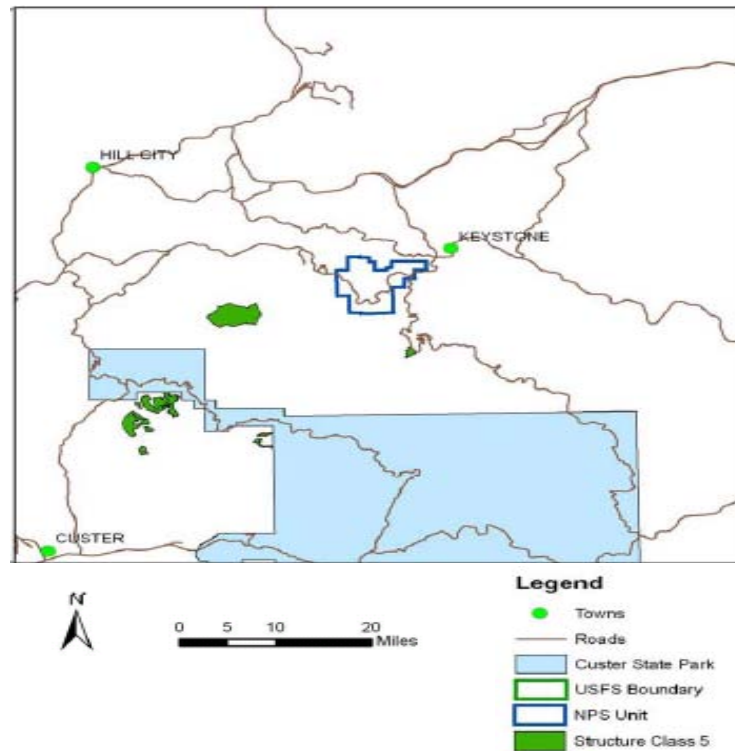 HILL CITY
KEYSTONE
CUSTER
N
0 5 10 20
Miles
Legend
Towns
Roads
Custer State Park
USFS Boundary
NPS Unit
Structure Class 5